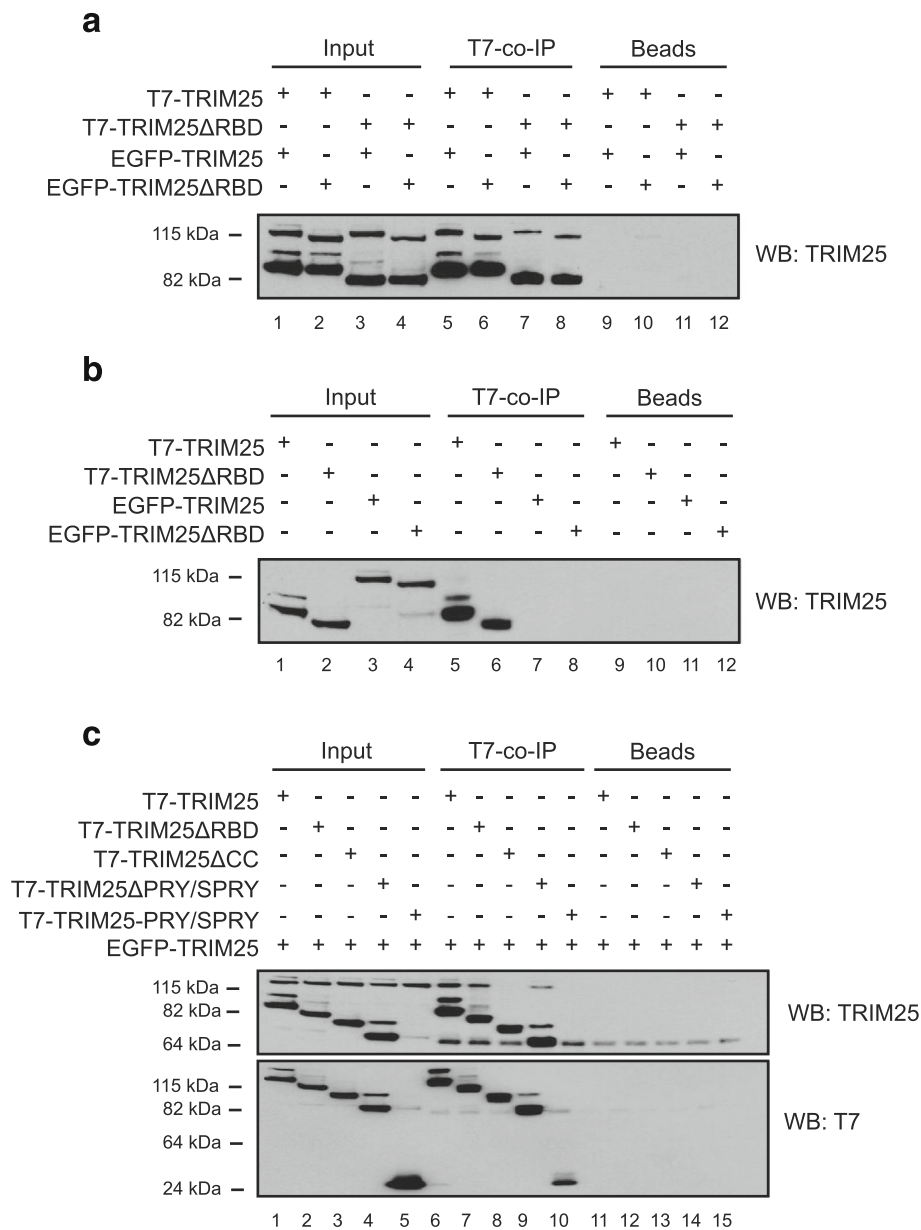 a
Input T7-co-IP Beads
T7-TRIM25 + + - - + + - - + + - -
T7-TRIM25ΔRBD - - + + - - + + - - + +
EGFP-TRIM25 + - + - + - + - + - + -
EGFP-TRIM25ΔRBD - + - + - + - + - + - +
115 kDa
82 kDa
WB: TRIM25
1 2 3 4 5 6 7 8 9 10 11 12
b
Input T7-co-IP Beads
T7-TRIM25 + - - - + - - - + - - -
T7-TRIM25ΔRBD - + - - - + - - - + - -
EGFP-TRIM25 - - + - - - + - - - + -
EGFP-TRIM25ΔRBD - - - + - - - + - - - +
115 kDa
82 kDa
WB: TRIM25
1 2 3 4 5 6 7 8 9 10 11 12
c
Input T7-co-IP Beads
T7-TRIM25 + - - - - + - - - - + - - - -
T7-TRIM25ΔRBD - + - - - - + - - - - + - - -
T7-TRIM25ΔCC - - + - - - - + - - - - + - -
T7-TRIM25ΔPRY/SPRY - - - + - - - - + - - - - + -
T7-TRIM25-PRY/SPRY - - - - + - - - - + - - - - +
EGFP-TRIM25 + + + + + + + + + + + + + + +
115 kDa
82 kDa
64 kDa
WB: TRIM25
115 kDa
82 kDa
64 kDa
24 kDa
WB: T7
1 2 3 4 5 6 7 8 9 10 11 12 13 14 15